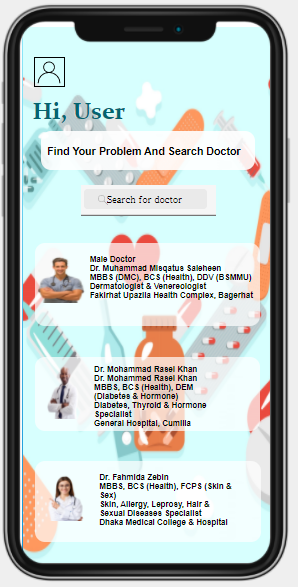 Hi, User
Find Your Problem And Search Doctor
Search for doctor
Male Doctor
Dr. Muhammad Misqatus Saleheen
MBBS (DMC), BCS (Health), DDV (BSMMU)
Dermatologist & Venereologist
Fakirhat Upazila Health Complex, Bagerhat
Dr. Mohammad Rasel Khan
Dr. Mohammed Rasel Khan
MBBS, BCS (Health), DEM
(Diabetes & Hormone)
Diabetes, Thyroid & Hormone
Specialist
General Hospital, Cumilla
Dr. Fahmida Zebin
MBBS, BCS (Health), FCPS (Skin &
Sex)
Skin, Allergy, Leprosy, Hair &
Sexual Diseases Specialist
Dhaka Medical College & Hospital